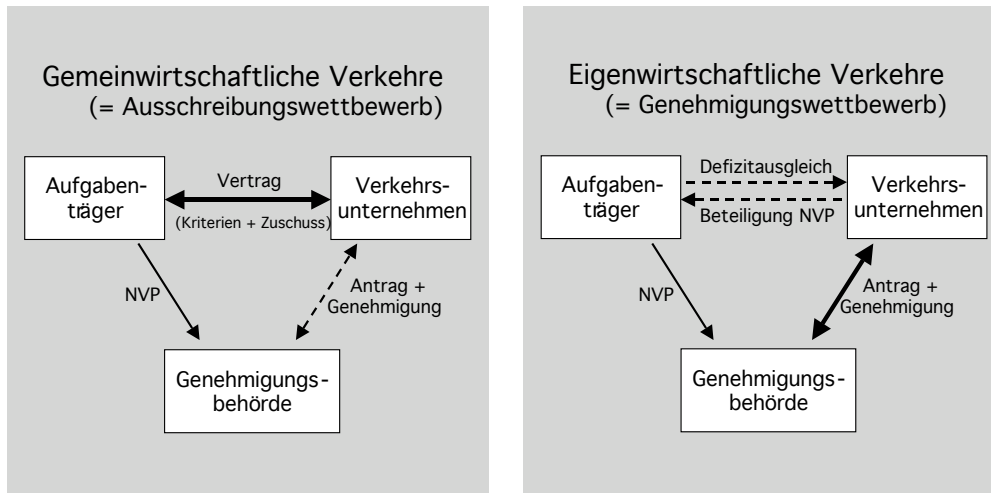 Gemeinwirtschaftliche Verkehre
(= Ausschreibungswettbewerb)
Aufgaben-
träger
Vertrag
(Kriterien + Zuschuss)
Verkehrs-
unternehmen
NVP
Antrag +
Genehmigung
Genehmigungs-
behörde
Eigenwirtschaftliche Verkehre
(= Genehmigungswettbewerb)
Aufgaben-
träger
Defizitausgleich
Beteiligung NVP
Verkehrs-
unternehmen
NVP
Antrag +
Genehmigung
Genehmigungs-
behörde